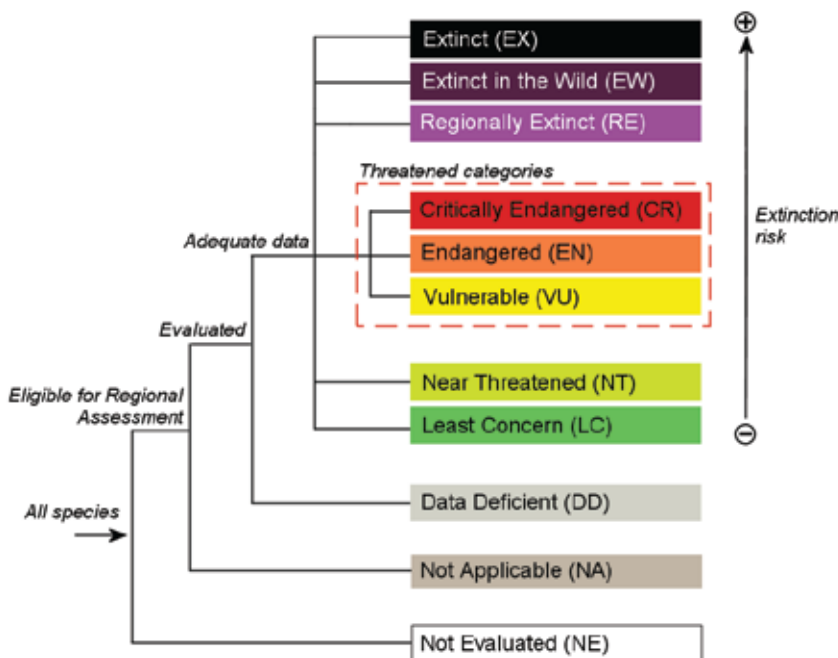 Extinct (EX)
Extinct in the Wild (EW)
Regionally Extinct (RE)
Threatened categories
Critically Endangered (CR)
Extinction
risk
Adequate data
Endangered (EN)
Vulnerable (VU)
Evaluated
Near Threatened (NT)
Eligible for Regional
Assessment
Least Concern (LC)
All species
Data Deficient (DD)
Not Applicable (NA)
Not Evaluated (NE)